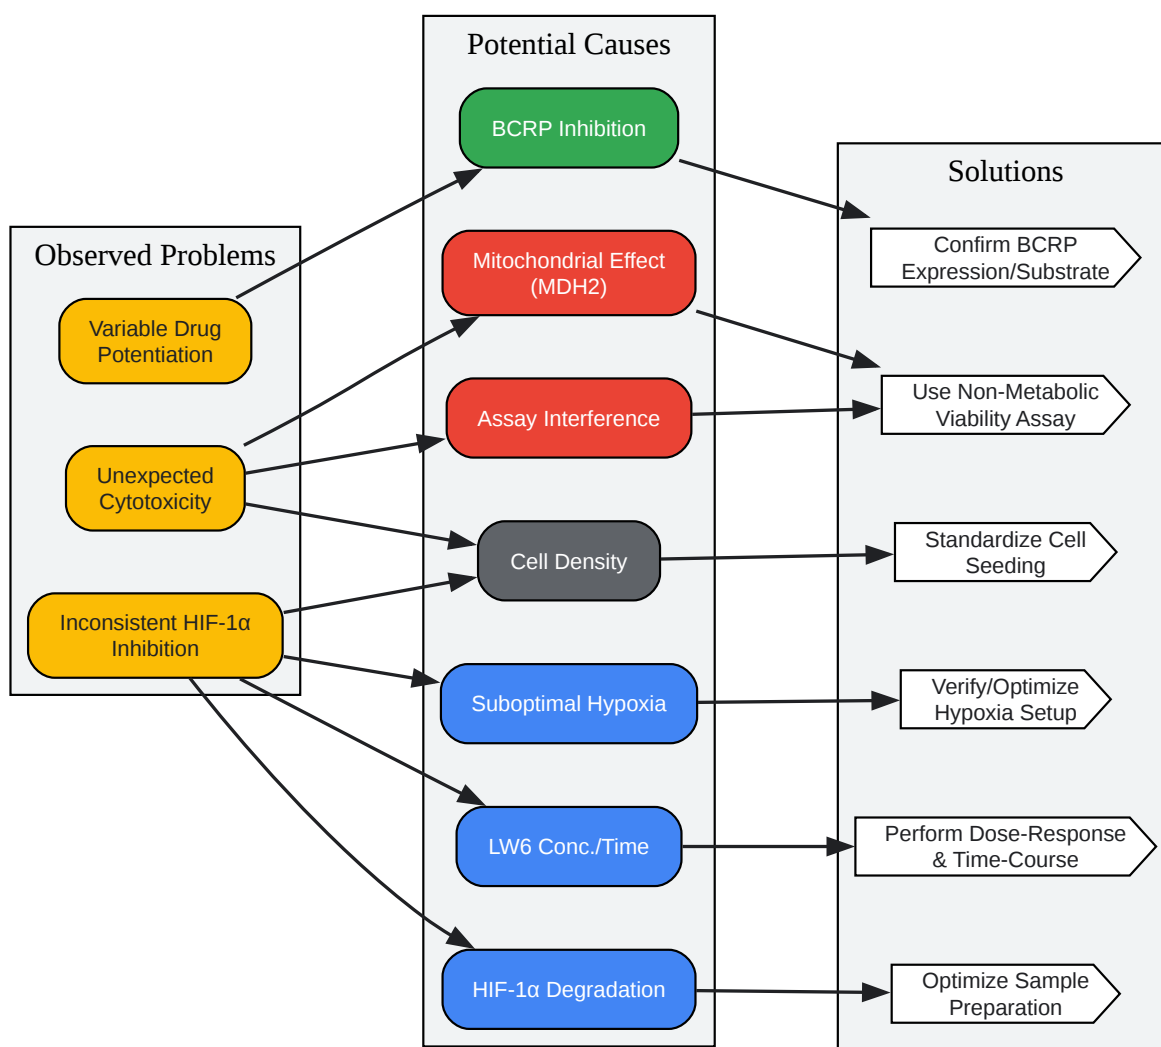 Observed Problems
Variable Drug
Potentiation
Unexpected
Cytotoxicity
Inconsistent HIF-1α
Inhibition
Potential Causes
BCRP Inhibition
Mitochondrial Effect
(MDH2)
Assay Interference
Cell Density
Suboptimal Hypoxia
LW6 Conc./Time
HIF-1α Degradation
Solutions
Confirm BCRP
Expression/Substrate
Use Non-Metabolic
Viability Assay
Standardize Cell
Seeding
Verify/Optimize
Hypoxia Setup
Perform Dose-Response
& Time-Course
Optimize Sample
Preparation